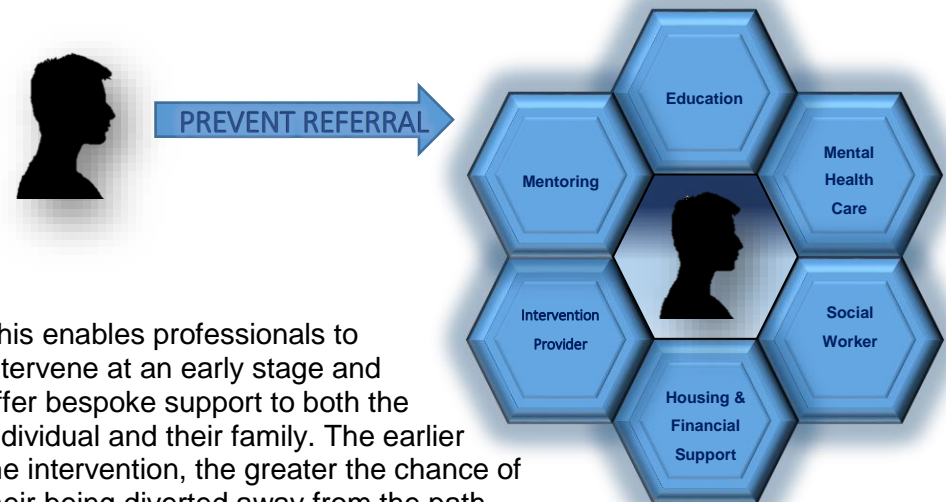 PREVENT REFERRAL
Education
Mentoring
Mental
Health
Care
Intervention
Provider
Social
Worker
Housing &
Financial
Support
his enables professionals to
tervene at an early stage and
ffer bespoke support to both the
dividual and their family. The earlier
he intervention, the greater the chance of
heir being diverted away from the path